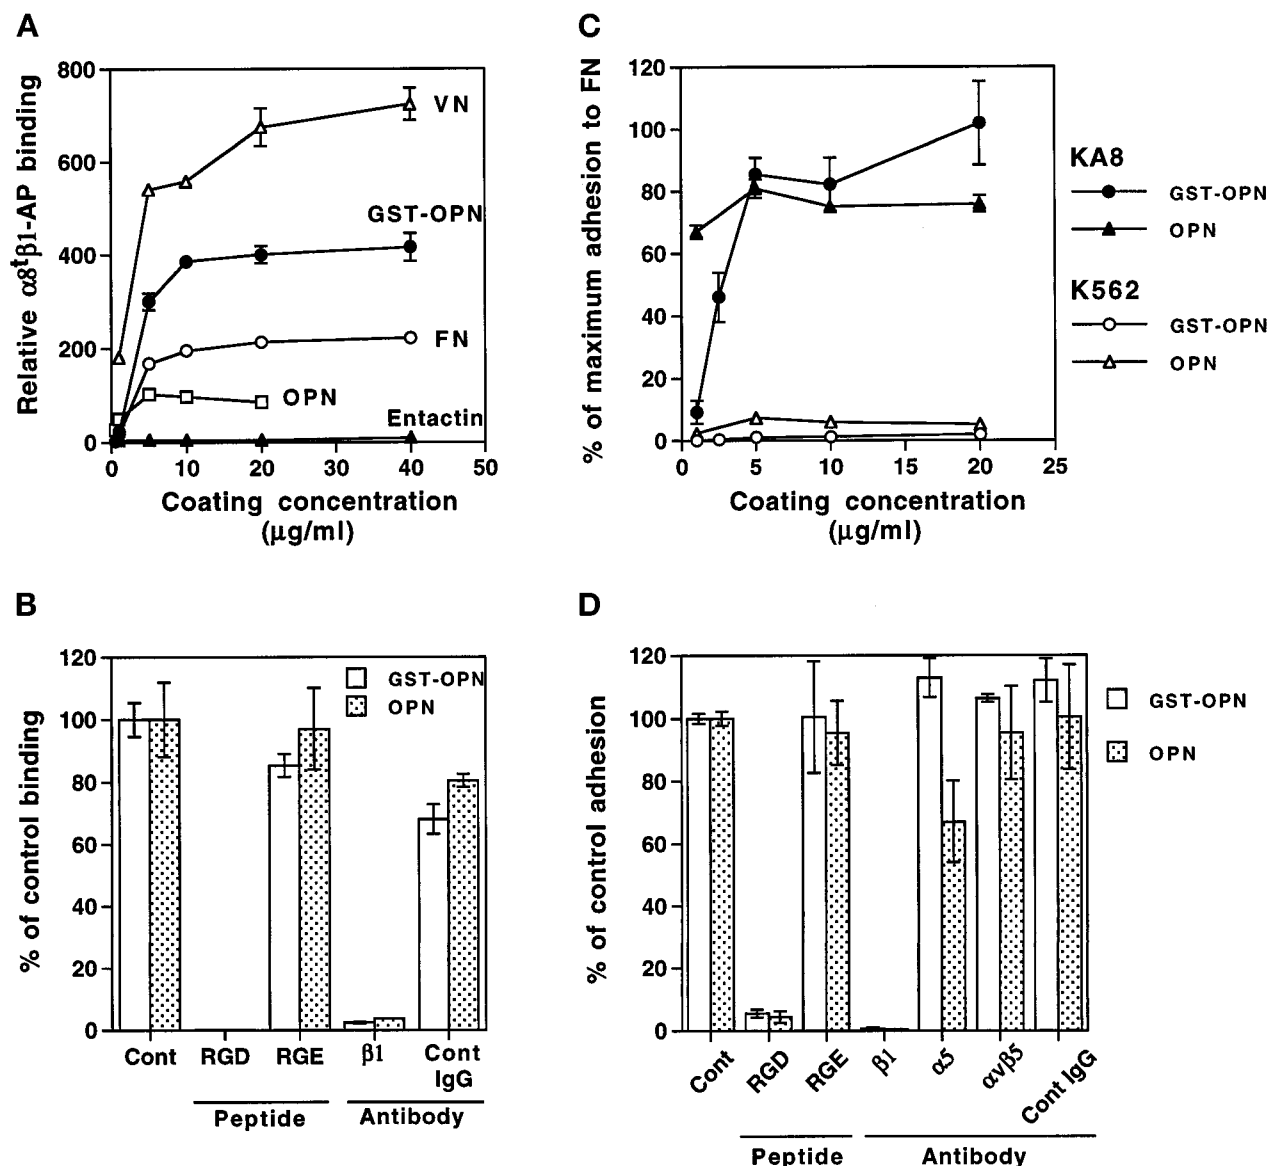 A
Relative α8ᵗβ1-AP binding
800
600
400
200
0
VN
GST-OPN
FN
OPN
Entactin
0 10 20 30 40 50
Coating concentration
(μg/ml)
C
% of maximum adhesion to FN
120
100
80
60
40
20
0
0 5 10 15 20 25
Coating concentration
(μg/ml)
KA8
GST-OPN
OPN
K562
GST-OPN
OPN
B
% of control binding
120
100
80
60
40
20
0
GST-OPN
OPN
Cont RGD RGE β1 Cont
IgG
Peptide Antibody
D
% of control adhesion
120
100
80
60
40
20
0
GST-OPN
OPN
Cont RGD RGE β1 α5 αvβ5 Cont IgG
Peptide Antibody